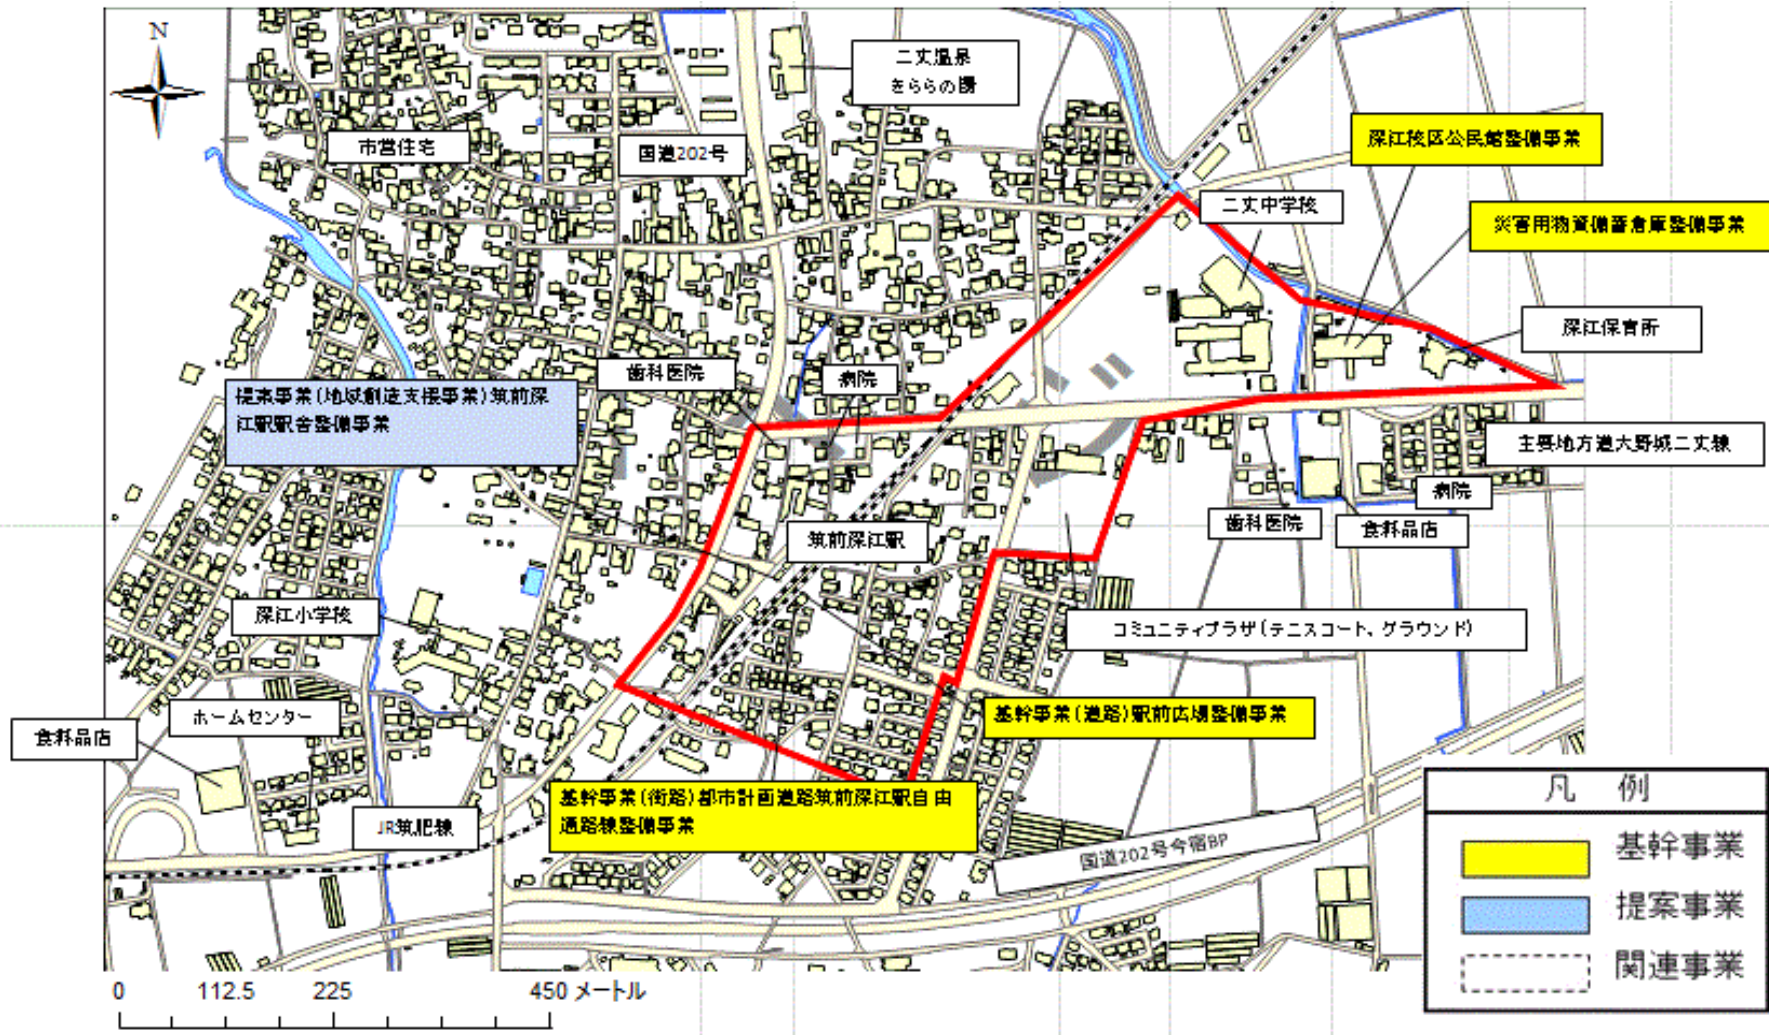 N
二丈温泉
きららの湯
深江校区公民館整備事業
市営住宅
国道202号
二丈中学校
災害用物資備蓄倉庫整備事業
深江保育所
歯科医院
病院
提案事業(地域創造支援事業)筑前深
江駅駅舎整備事業
主要地方道大野城二丈線
病院
歯科医院
食料品店
筑前深江駅
深江小学校
コミュニティプラザ(テニスコート、グラウンド)
ホームセンター
基幹事業(道路)駅前広場整備事業
食料品店
基幹事業(街路)都市計画道路筑前深江駅自由
通路線整備事業
JR筑肥線
国道202号今宿BP
凡 例
基幹事業
提案事業
関連事業
0 112.5 225 450 メートル